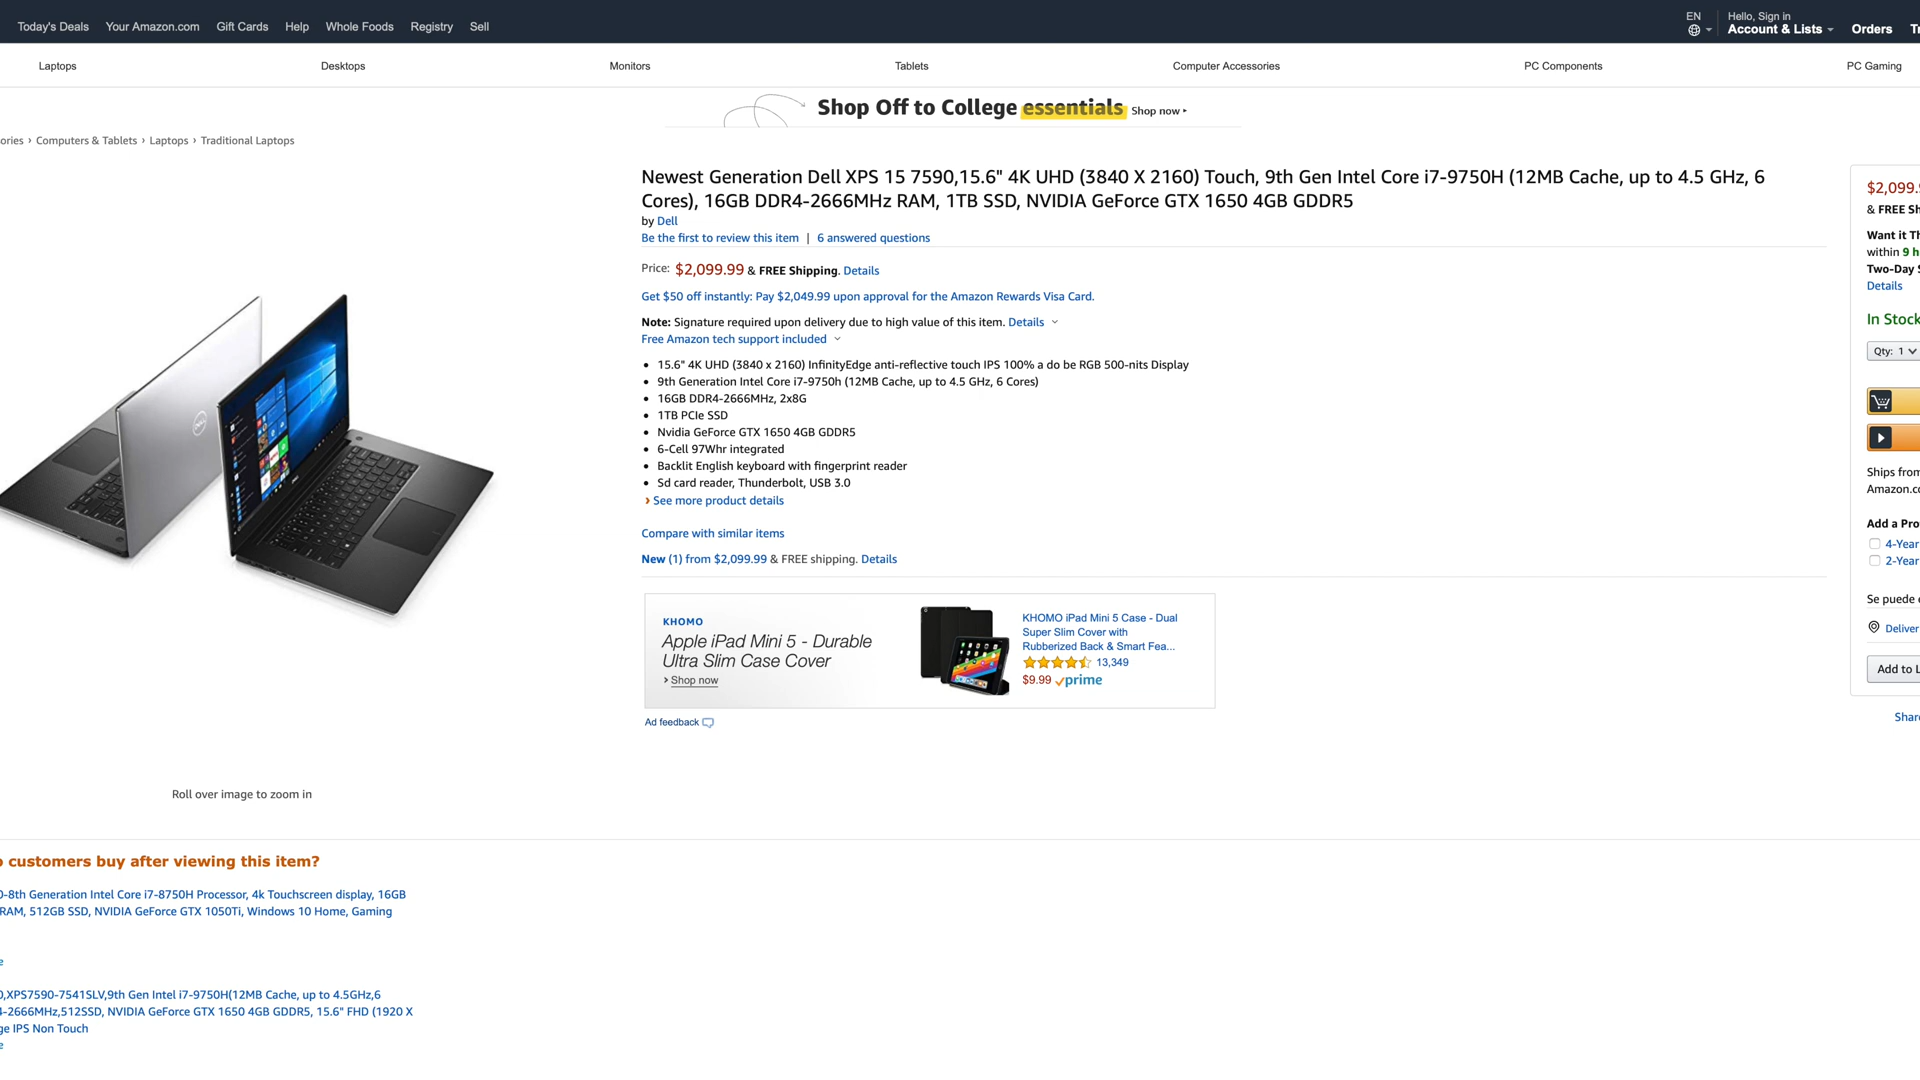 Today's Deals Your Amazon.com Gift Cards Help Whole Foods Registry Sell
EN
Hello, Sign in
Account & Lists Orders
Laptops Desktops Monitors Tablets Computer Accessories PC Components PC Gaming
Shop Off to College essentials Shop now
ories › Computers & Tablets › Laptops › Traditional Laptops
Newest Generation Dell XPS 15 7590,15.6" 4K UHD (3840 X 2160) Touch, 9th Gen Intel Core i7-9750H (12MB Cache, up to 4.5 GHz, 6
Cores), 16GB DDR4-2666MHz RAM, 1TB SSD, NVIDIA GeForce GTX 1650 4GB GDDR5
by Dell
Be the first to review this item | 6 answered questions
Price: $2,099.99 & FREE Shipping. Details
Get $50 off instantly: Pay $2,049.99 upon approval for the Amazon Rewards Visa Card.
Note: Signature required upon delivery due to high value of this item. Details
Free Amazon tech support included
• 15.6" 4K UHD (3840 x 2160) InfinityEdge anti-reflective touch IPS 100% a do be RGB 500-nits Display
• 9th Generation Intel Core i7-9750h (12MB Cache, up to 4.5 GHz, 6 Cores)
• 16GB DDR4-2666MHz, 2x8G
• 1TB PCIe SSD
• Nvidia GeForce GTX 1650 4GB GDDR5
• 6-Cell 97Whr integrated
• Backlit English keyboard with fingerprint reader
• Sd card reader, Thunderbolt, USB 3.0
› See more product details
Compare with similar items
New (1) from $2,099.99 & FREE shipping. Details
KHOMO
Apple iPad Mini 5 - Durable
Ultra Slim Case Cover
› Shop now
KHOMO iPad Mini 5 Case - Dual
Super Slim Cover with
Rubberized Back & Smart Fea...
13,349
$9.99 prime
Ad feedback
$2,099.
& FREE Sh
Want it Th
within 9 h
Two-Day S
Details
In Stock
Qty: 1
Ships from
Amazon.co
Add a Pro
4-Year
2-Year
Se puede
Deliver
Add to L
Share
DELL
Roll over image to zoom in
customers buy after viewing this item?
0-8th Generation Intel Core i7-8750H Processor, 4k Touchscreen display, 16GB
RAM, 512GB SSD, NVIDIA GeForce GTX 1050Ti, Windows 10 Home, Gaming
e
0,XPS7590-7541SLV,9th Gen Intel i7-9750H(12MB Cache, up to 4.5GHz,6
4-2666MHz,512SSD, NVIDIA GeForce GTX 1650 4GB GDDR5, 15.6" FHD (1920 X
ge IPS Non Touch
e